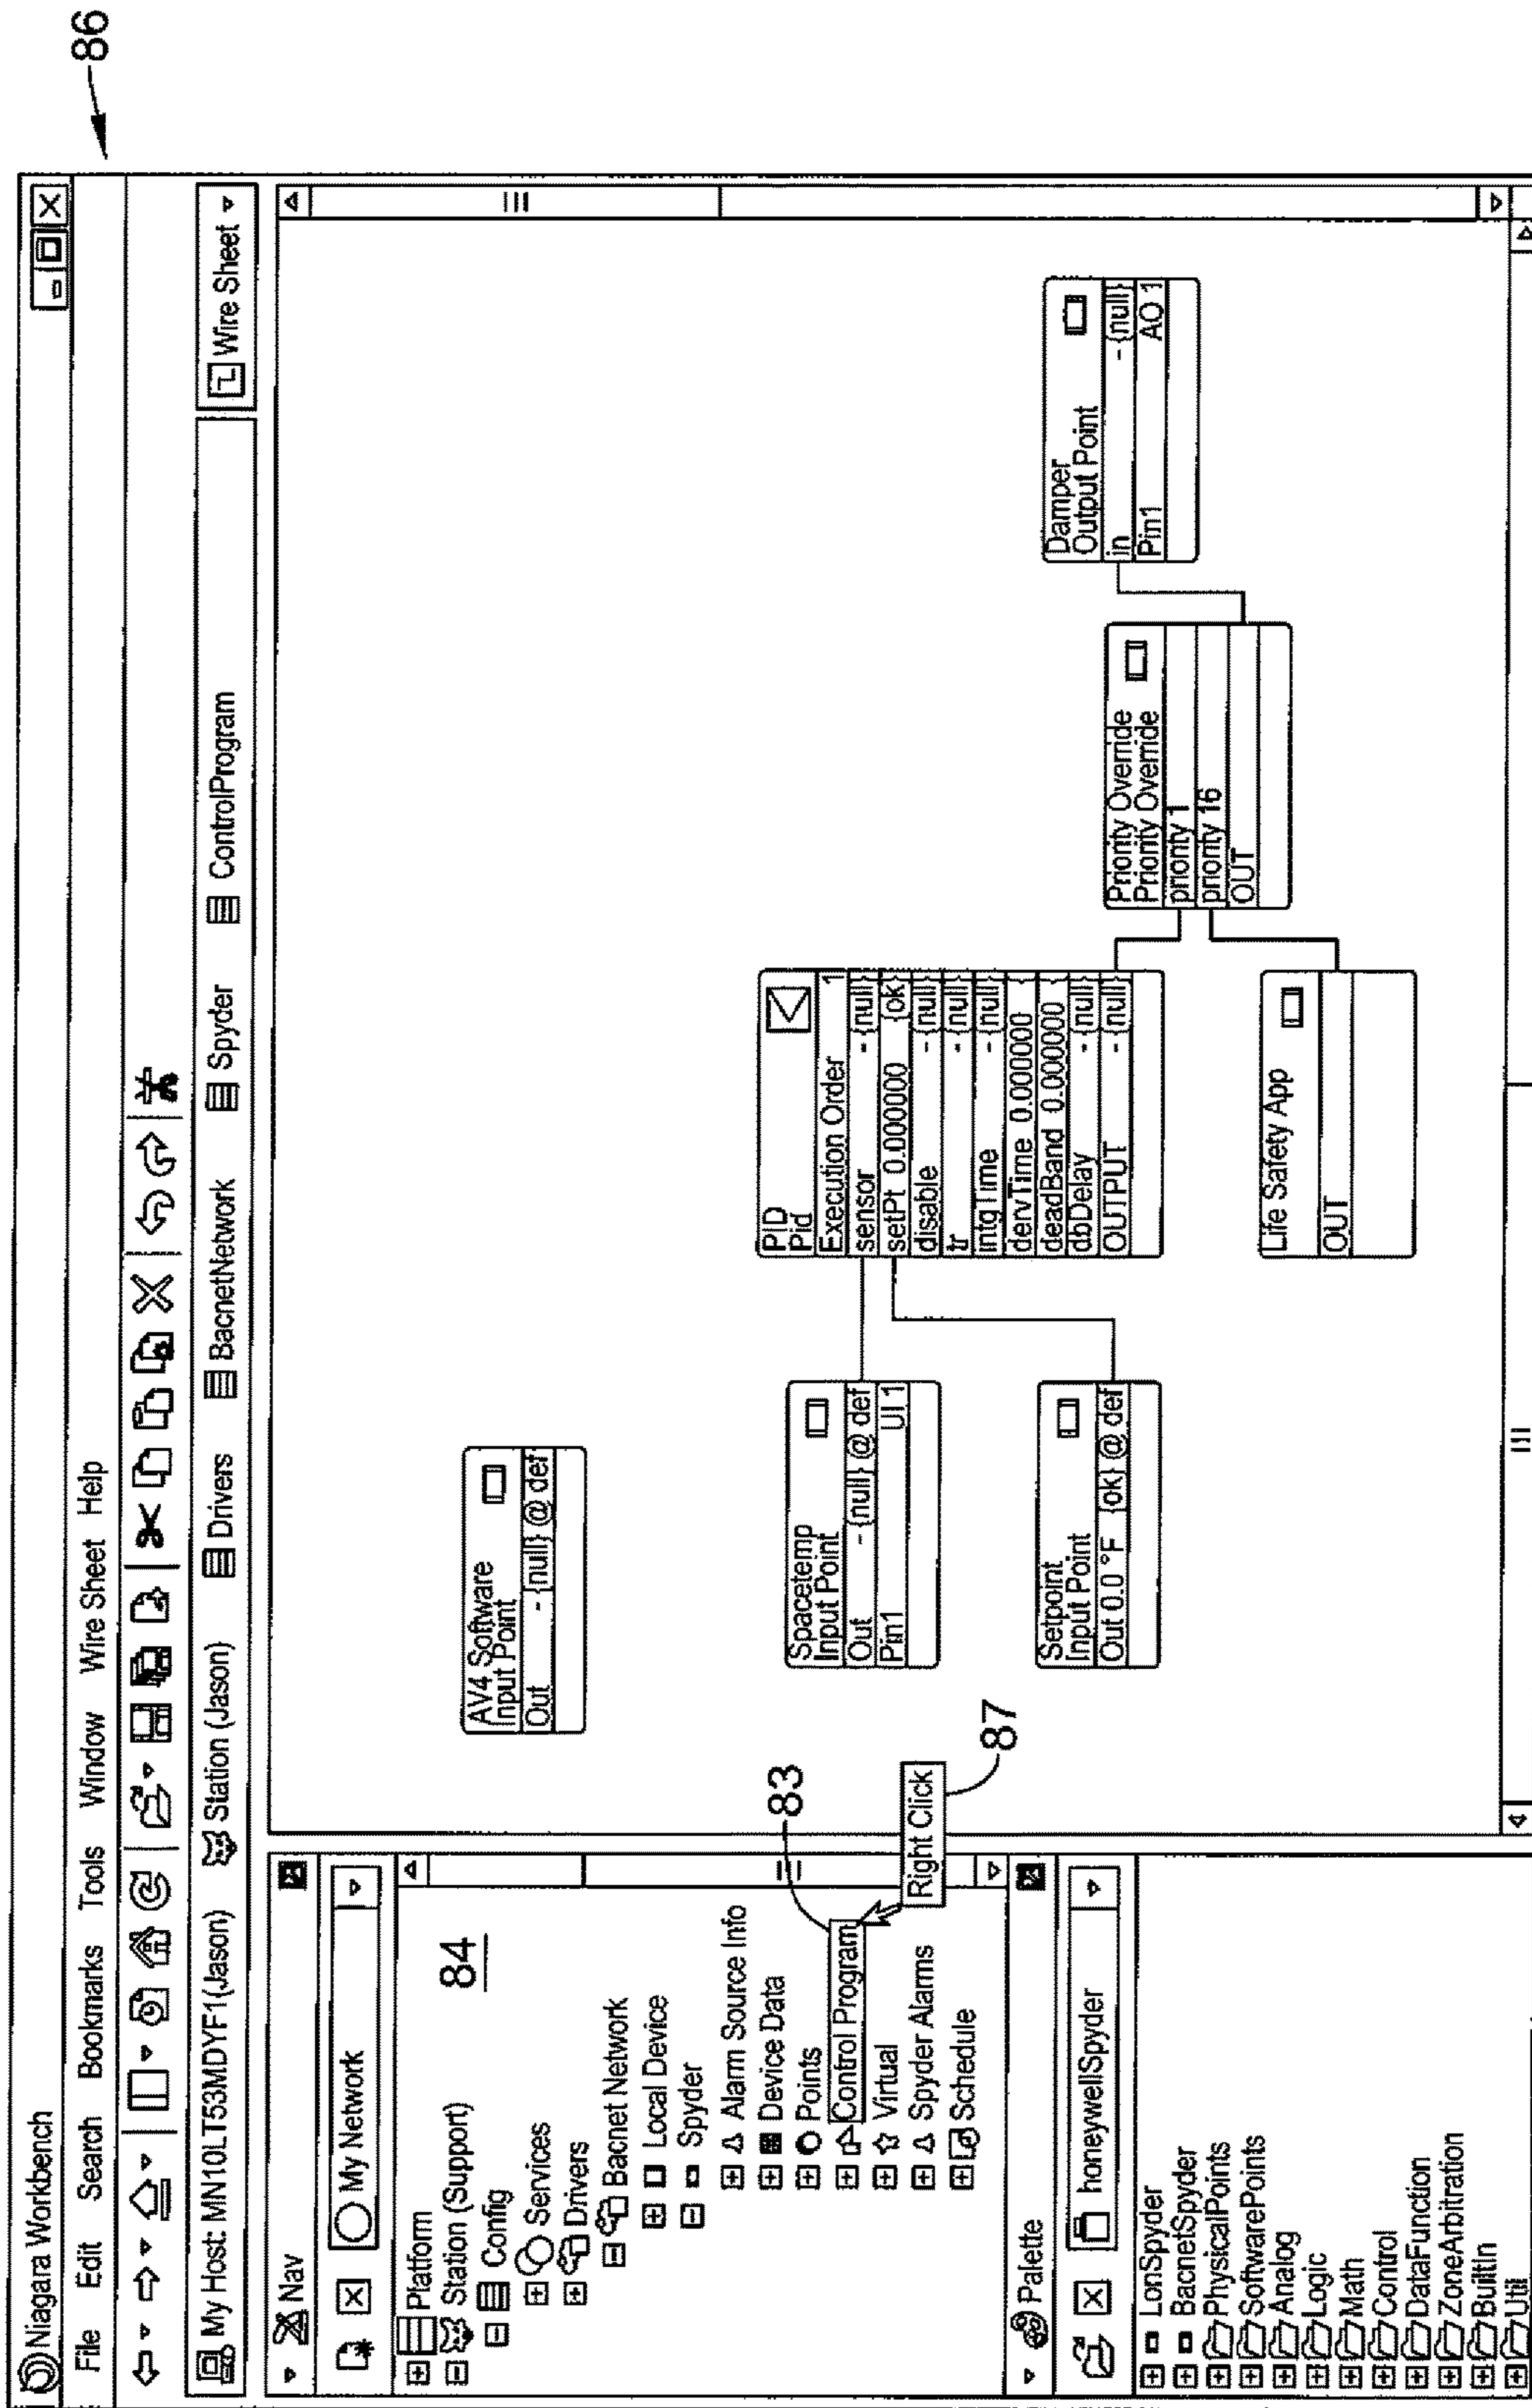 86
Niagara Workbench
File Edit Search Bookmarks Tools Window Wire Sheet Help
My Host: MN10LT53MDYF1(Jason) Station (Jason) Drivers BacnetNetwork Spyder ControlProgram Wire Sheet
Nav
My Network
84
Platform
Station (Support)
Config
Services
Drivers
Bacnet Network
Local Device
Spyder
Alarm Source Info
Device Data
Points
Control Program
Virtual
Spyder Alarms
Schedule
83
Right Click
87
Palette
honeywellSpyder
LonSpyder
BacnetSpyder
PhysicalPoints
SoftwarePoints
Analog
Logic
Math
Control
DataFunction
ZoneArbitration
BuiltIn
Util
AV4 Software
Input Point
Out - {null} @ def
Spacetemp
Input Point
Out - {null} @ def
Pin1 UI 1
Setpoint
Input Point
Out 0.0 °F {ok} @ def
PID
Pid
Execution Order 1
sensor - {null}
setPt 0.000000 {ok}
disable - {null}
tr - {null}
intgTime - {null}
dervTime 0.000000 {
deadBand 0.000000 {
dbDelay - {null}
OUTPUT - {null}
Life Safety App
OUT
Priority Override
Priority Override
priority 1
priority 16
OUT
Damper
Output Point
in - {null}
Pin1 AO 1